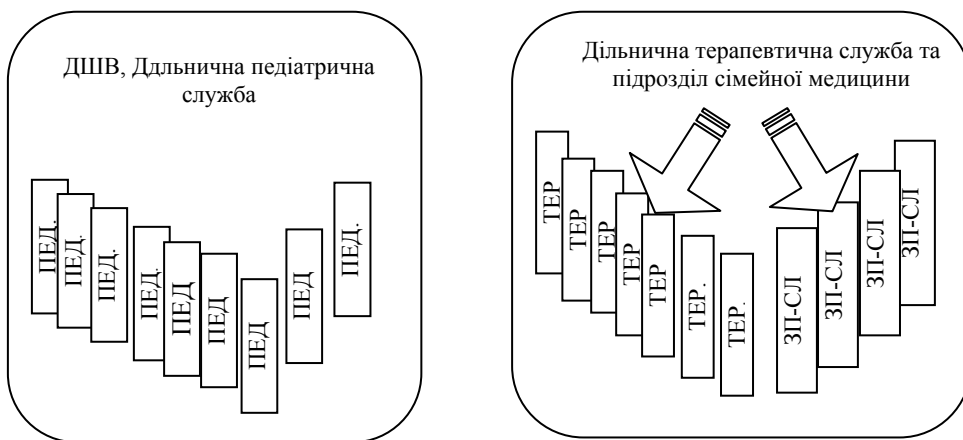 ДШВ, Ддльнична педіатрична
служба
ПЕД.
ПЕД.
ПЕД.
ПЕД.
ПЕД
ПЕД
ПЕД
ПЕД
ПЕД.
Дільнична терапевтична служба та
підрозділ сімейної медицини
ТЕР
ТЕР
ТЕР
ТЕР
ТЕР
ТЕР.
ТЕР.
ЗП-СЛ
ЗП-СЛ
ЗП-СЛ
ЗП-СЛ